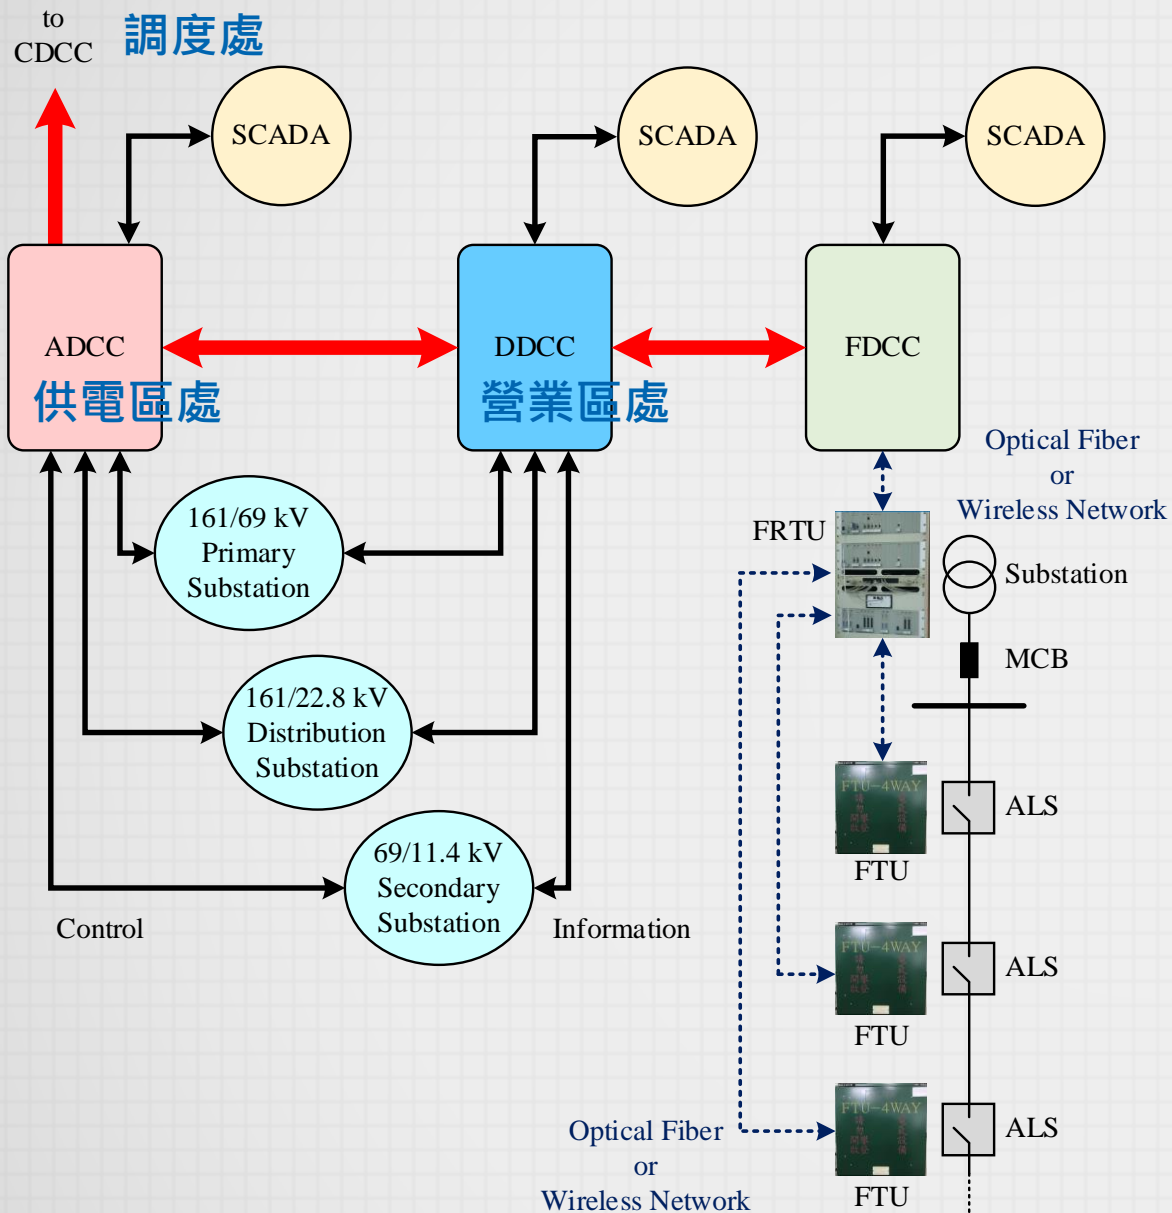 to
CDCC
調度處
SCADA
SCADA
SCADA
ADCC
供電區處
DDCC
營業區處
FDCC
Optical Fiber
or
Wireless Network
161/69 kV
Primary
Substation
FRTU
Substation
MCB
161/22.8 kV
Distribution
Substation
FTU-4WAY
FTU
ALS
69/11.4 kV
Secondary
Substation
Control
Information
FTU-4WAY
FTU
ALS
FTU-4WAY
FTU
ALS
Optical Fiber
or
Wireless Network